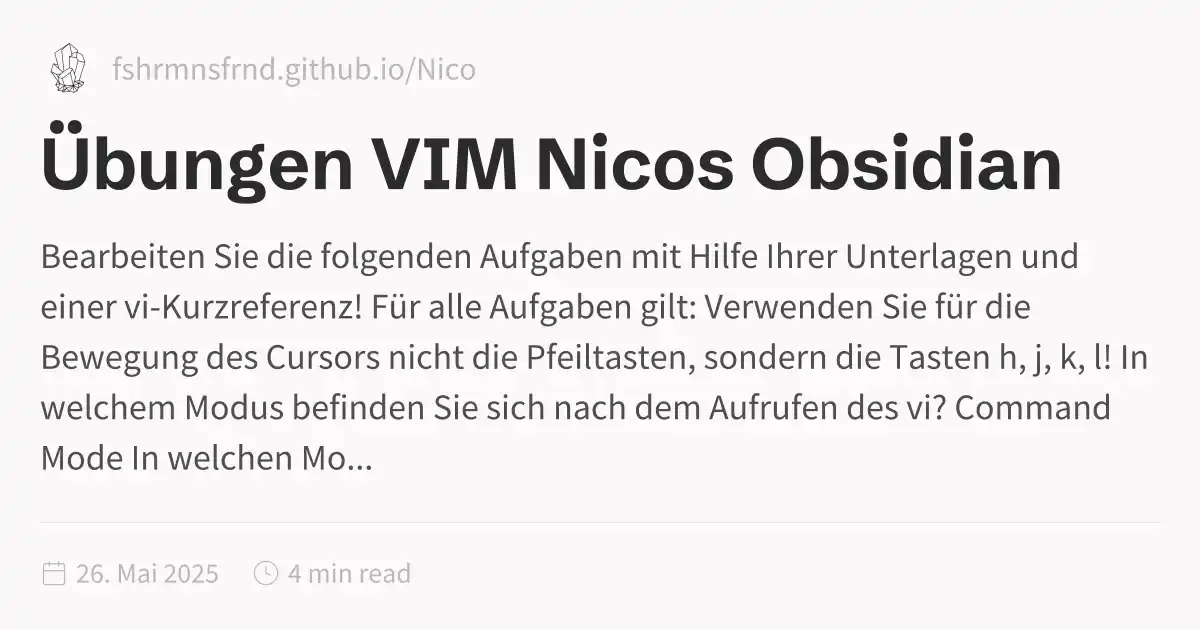 fshrmnsfrnd.github.io/Nico
Übungen VIM Nicos Obsidian
Bearbeiten Sie die folgenden Aufgaben mit Hilfe Ihrer Unterlagen und
einer vi-Kurzreferenz! Für alle Aufgaben gilt: Verwenden Sie für die
Bewegung des Cursors nicht die Pfeiltasten, sondern die Tasten h, j, k, l! In
welchem Modus befinden Sie sich nach dem Aufrufen des vi? Command
Mode In welchen Mo...
26. Mai 2025 4 min read